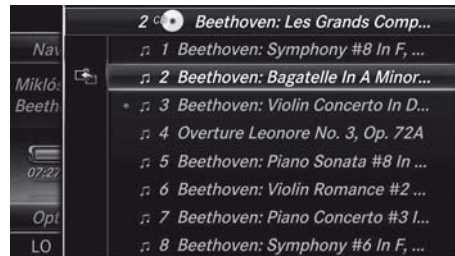 2 CD Beethoven: Les Grands Comp...
Nav
♫ 1 Beethoven: Symphony #8 In F, ...
♫ 2 Beethoven: Bagatelle In A Minor...
Mikló
Beeth
• ♫ 3 Beethoven: Violin Concerto In D...
♫ 4 Overture Leonore No. 3, Op. 72A
♫ 5 Beethoven: Piano Sonata #8 In ...
07:27
♫ 6 Beethoven: Violin Romance #2 ...
Opt
♫ 7 Beethoven: Piano Concerto #3 I...
LO
♫ 8 Beethoven: Symphony #6 In F, ...